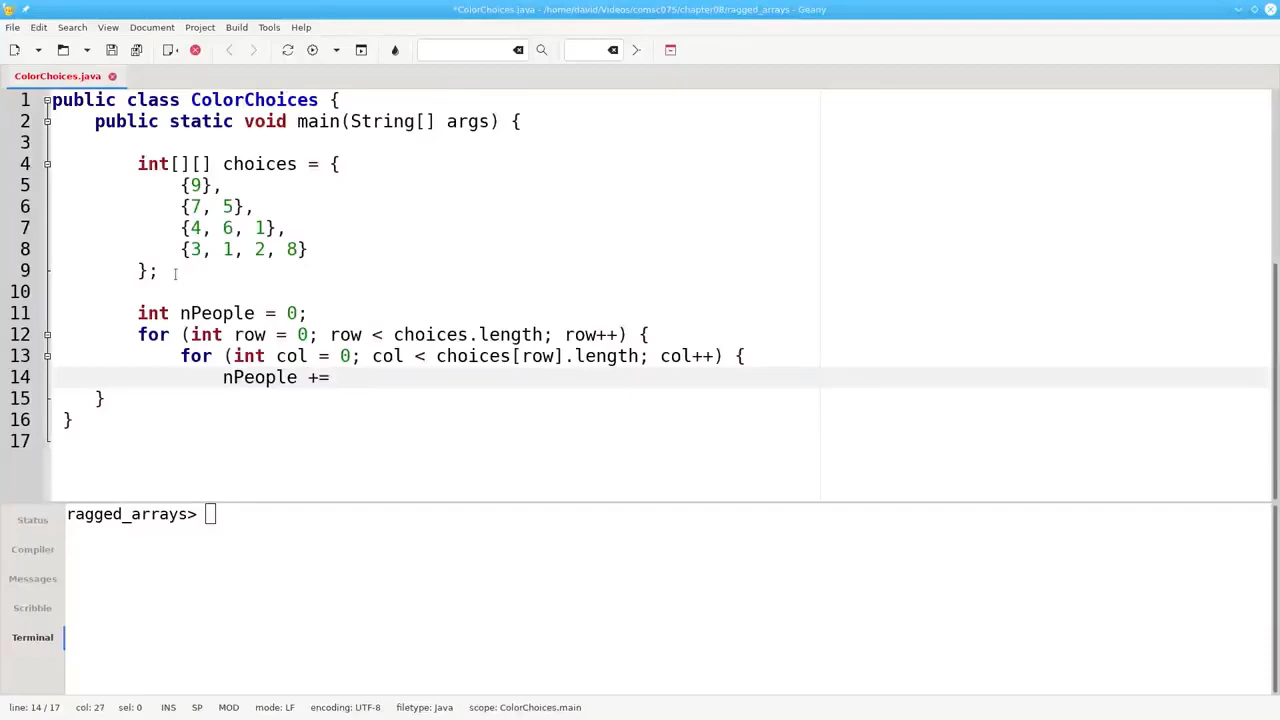 *ColorChoices.java - /home/david/Videos/comsc075/chapter08/ragged_arrays - Geany
File Edit Search View Document Project Build Tools Help
ColorChoices.java
1 public class ColorChoices {
2     public static void main(String[] args) {
3
4         int[][] choices = {
5             {9},
6             {7, 5},
7             {4, 6, 1},
8             {3, 1, 2, 8}
9         };
10
11         int nPeople = 0;
12         for (int row = 0; row < choices.length; row++) {
13             for (int col = 0; col < choices[row].length; col++) {
14                 nPeople +=
15     }
16  }
17
Status
Compiler
Messages
Scribble
Terminal
ragged_arrays>
line: 14 / 17 col: 27 sel: 0 INS SP MOD mode: LF encoding: UTF-8 filetype: Java scope: ColorChoices.main